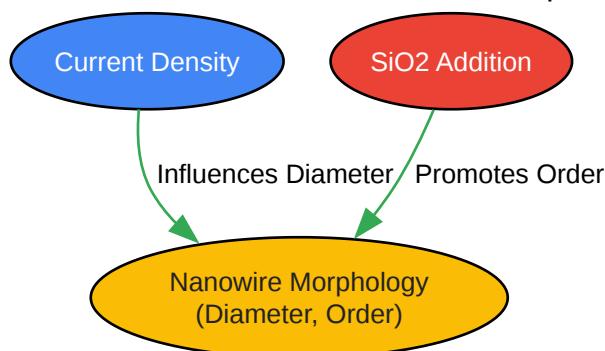 Current Density
SiO2 Addition
Influences Diameter
Promotes Order
Nanowire Morphology
(Diameter, Order)